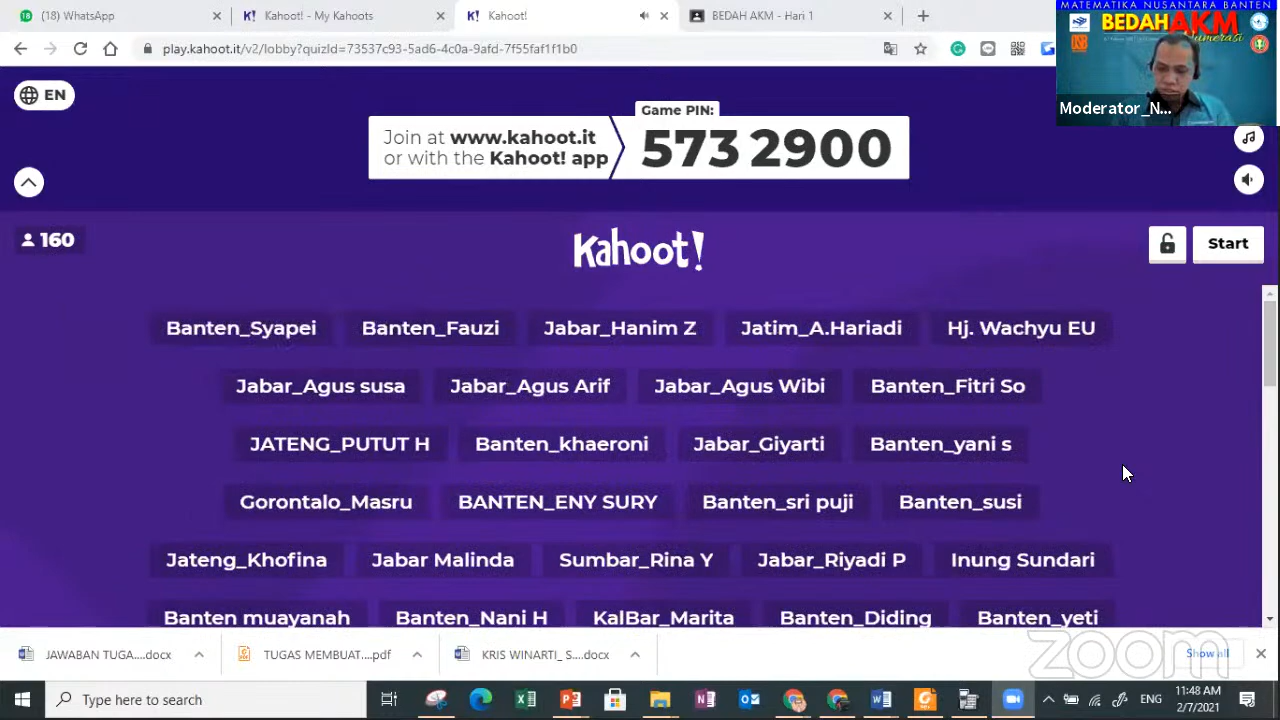 (18) WhatsApp
Kahoot! - My Kahoots
Kahoot!
BEDAH AKM - Hari 1
MATEMATIKA NUSANTARA BANTEN
BEDAH AKM
Numerasi
play.kahoot.it/v2/lobby?quizId=73537c93-5ac8-4c0a-9afd-7f55faf1f1b0
Moderator_N...
EN
Game PIN:
Join at www.kahoot.it
or with the Kahoot! app
573 2900
160
Kahoot!
Start
Banten_Syapei Banten_Fauzi Jabar_Hanim Z Jatim_A.Hariadi Hj. Wachyu EU
Jabar_Agus susa Jabar_Agus Arif Jabar_Agus Wibi Banten_Fitri So
JATENG_PUTUT H Banten_khaeroni Jabar_Giyarti Banten_yani s
Gorontalo_Masru BANTEN_ENY SURY Banten_sri puji Banten_susi
Jateng_Khofina Jabar Malinda Sumbar_Rina Y Jabar_Riyadi P Inung Sundari
Banten muayanah Banten_Nani H KalBar_Marita Banten_Diding Banten_yeti
JAWABAN TUGA....docx TUGAS MEMBUAT....pdf KRIS WINARTI_ S....docx Show all
zoom
Type here to search
ENG
11:48 AM
2/7/2021